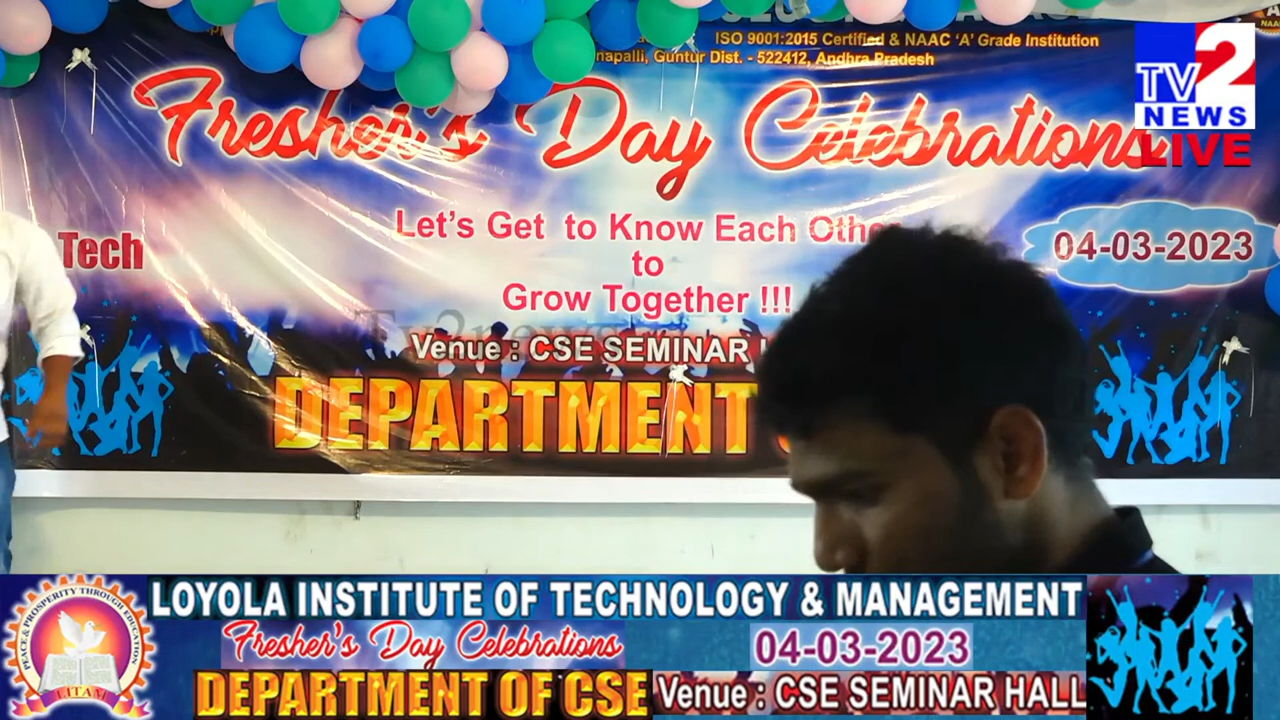 ISO 9001:2015 Certified & NAAC 'A' Grade Institution
Guntur Dist. - 522412, Andhra Pradesh
TV2
NEWS
LIVE
Fresher's Day Celebrations
Let's Get to Know Each Other
to
Grow Together !!!
Tech
04-03-2023
Tv2news
Venue : CSE SEMINAR
DEPARTMENT
LOYOLA INSTITUTE OF TECHNOLOGY & MANAGEMENT
Fresher's Day Celebrations
04-03-2023
DEPARTMENT OF CSE
Venue : CSE SEMINAR HALL
PEACE & PROSPERITY THROUGH EDUCATION
LITAM